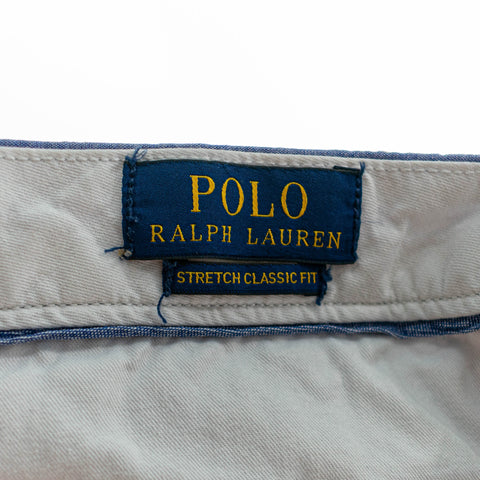 POLO
RALPH LAUREN
STRETCH CLASSIC FIT